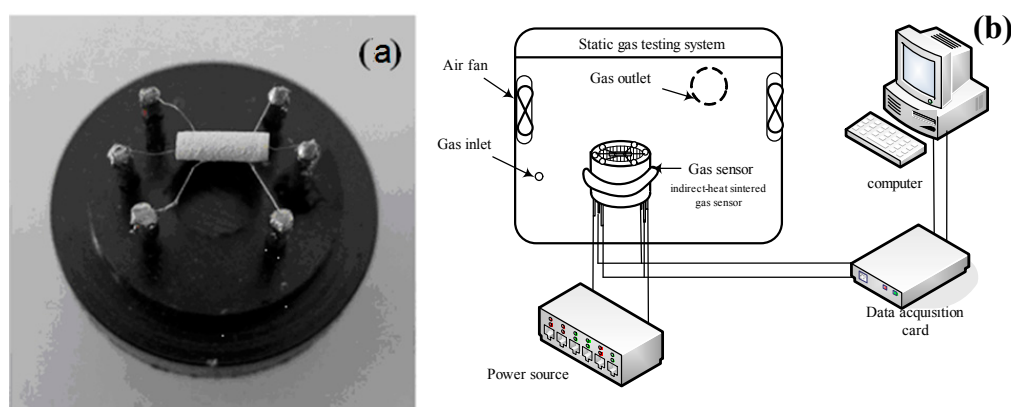 (a)
(b)
Static gas testing system
Air fan
Gas outlet
Gas inlet
Gas sensor
indirect-heat sintered
gas sensor
computer
Data acquisition
card
Power source